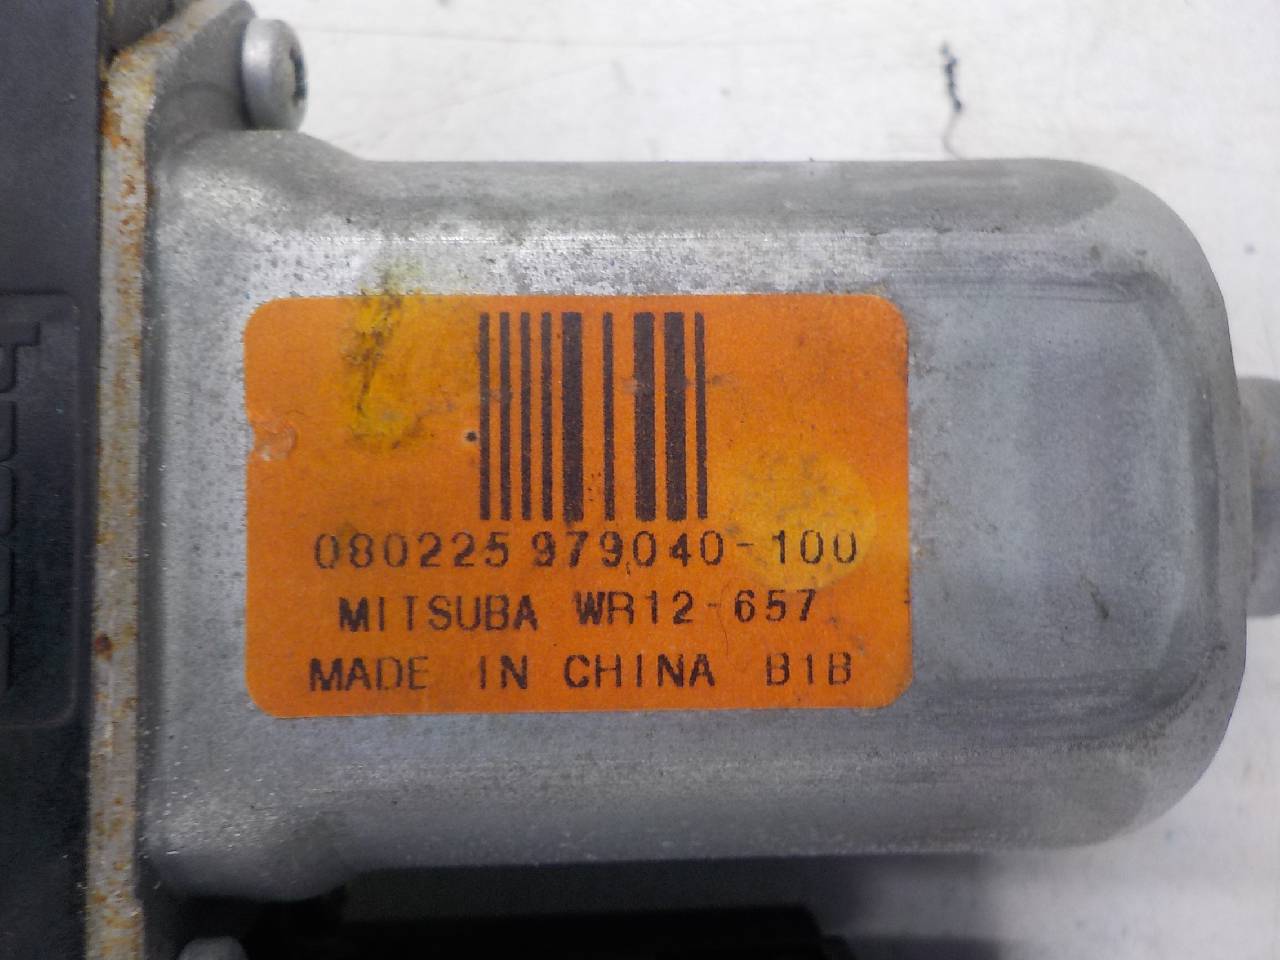 080225 979040-100
MITSUBA WR12-657
MADE IN CHINA B1B